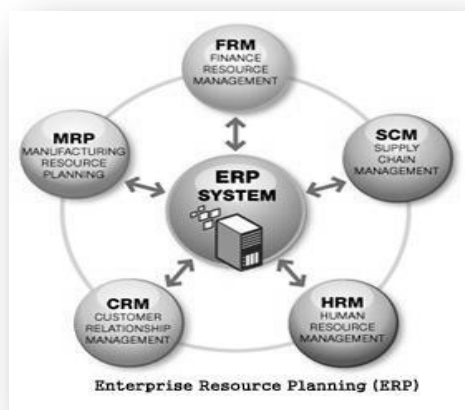 FRM
FINANCE
RESOURCE
MANAGEMENT
MRP
MANUFACTURING
RESOURCE
PLANNING
SCM
SUPPLY
CHAIN
MANAGEMENT
ERP
SYSTEM
CRM
CUSTOMER
RELATIONSHIP
MANAGEMENT
HRM
HUMAN
RESOURCE
MANAGEMENT
Enterprise Resource Planning (ERP)